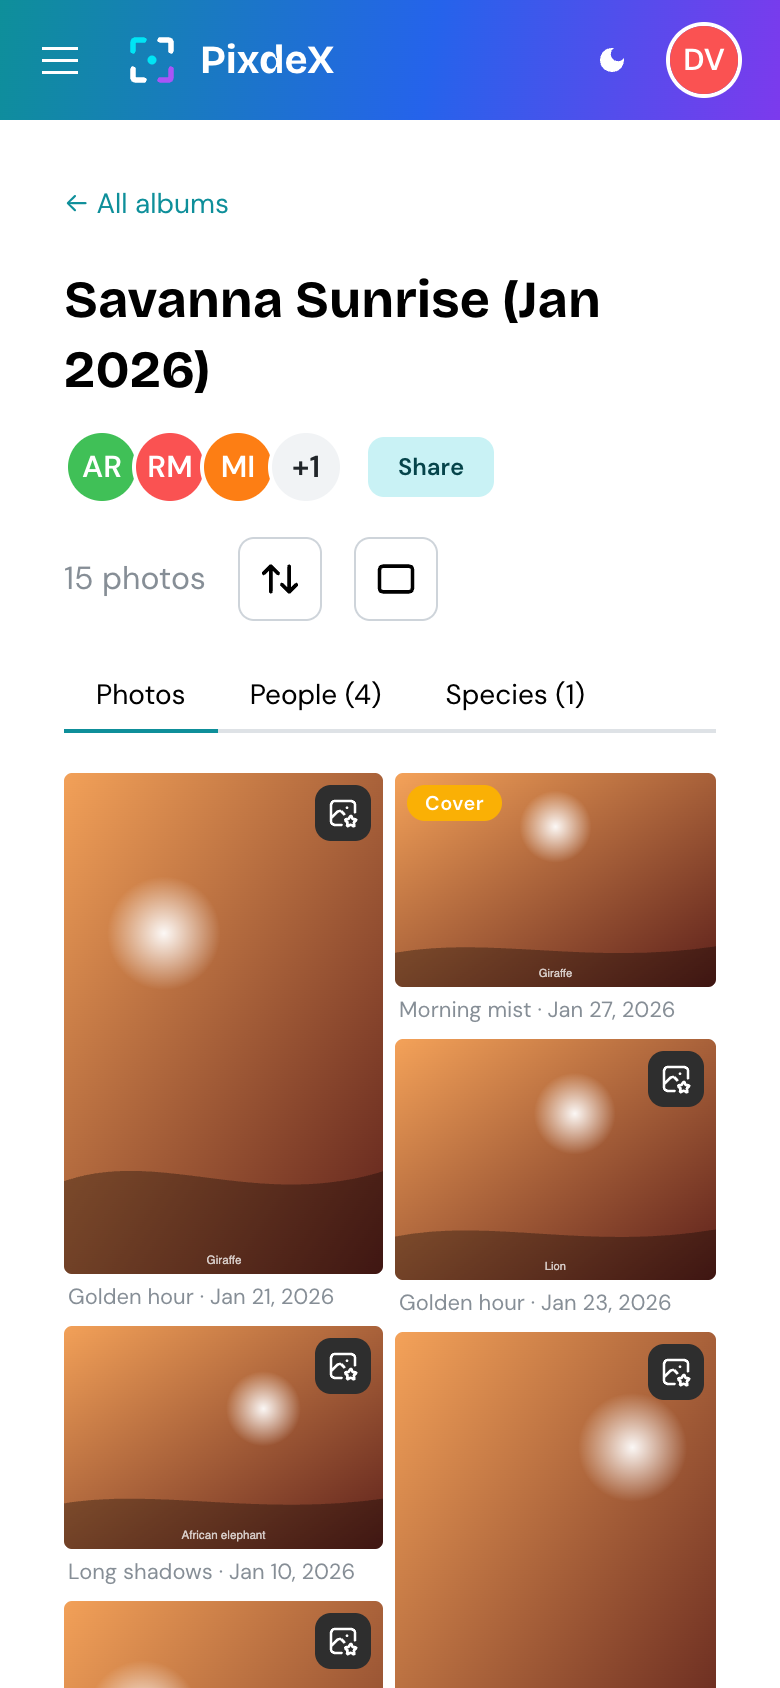 PixdeX
DV
← All albums
Savanna Sunrise (Jan
2026)
AR RM MI +1 Share
15 photos
Photos People (4) Species (1)
Cover
Giraffe
Morning mist · Jan 27, 2026
Giraffe
Golden hour · Jan 21, 2026
Lion
Golden hour · Jan 23, 2026
African elephant
Long shadows · Jan 10, 2026